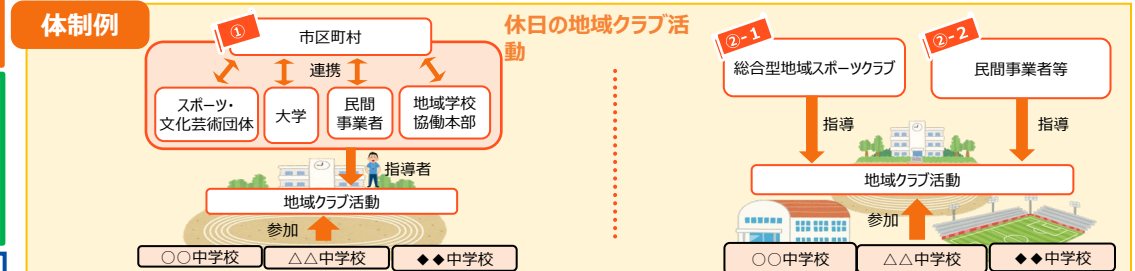 体制例
休日の地域クラブ活
動
①
市区町村
連携
スポーツ・
文化芸術団体
大学
民間
事業者
地域学校
協働本部
指導者
地域クラブ活動
参加
○○中学校
△△中学校
◆◆中学校
②-1
総合型地域スポーツクラブ
②-2
民間事業者等
指導
指導
地域クラブ活動
参加
○○中学校
△△中学校
◆◆中学校